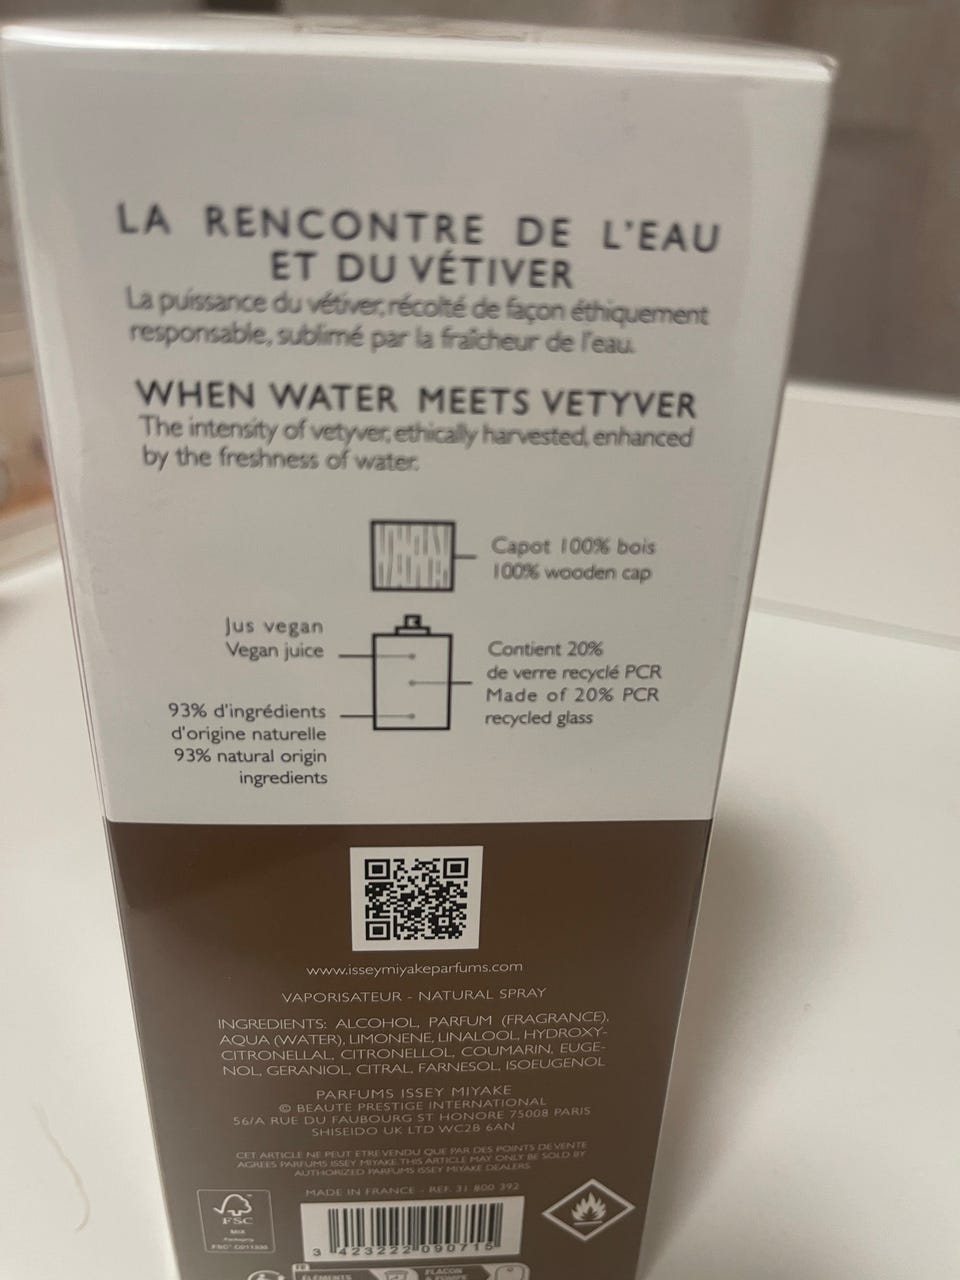 LA RENCONTRE DE L'EAU
ET DU VÉTIVER
La puissance du vétiver, récolté de façon éthiquement
responsable, sublimé par la fraîcheur de l'eau.
WHEN WATER MEETS VETYVER
The intensity of vetyver, ethically harvested, enhanced
by the freshness of water.
Capot 100% bois
100% wooden cap
Jus vegan
Vegan juice
Contient 20%
de verre recyclé PCR
Made of 20% PCR
recycled glass
93% d'ingrédients
d'origine naturelle
93% natural origin
ingredients
www.isseymiyakeparfums.com
VAPORISATEUR - NATURAL SPRAY
INGREDIENTS: ALCOHOL, PARFUM (FRAGRANCE),
AQUA (WATER), LIMONENE, LINALOOL, HYDROXY-
CITRONELLAL, CITRONELLOL, COUMARIN, EUGE-
NOL, GERANIOL, CITRAL, FARNESOL, ISOEUGENOL
PARFUMS ISSEY MIYAKE
© BEAUTE PRESTIGE INTERNATIONAL
56/A RUE DU FAUBOURG ST HONORE 75008 PARIS
SHISEIDO UK LTD WC2B 6AN
CET ARTICLE NE PEUT ETRE VENDU QUE PAR DES POINTS DE VENTE
AGREES PARFUMS ISSEY MIYAKE THIS ARTICLE MAY ONLY BE SOLD BY
AUTHORIZED PARFUMS ISSEY MIYAKE DEALERS
MADE IN FRANCE - REF. 31 800 392
FSC
MIX
Packaging
3 423222 090715
FR
ÉLÉMENTS
FLACON